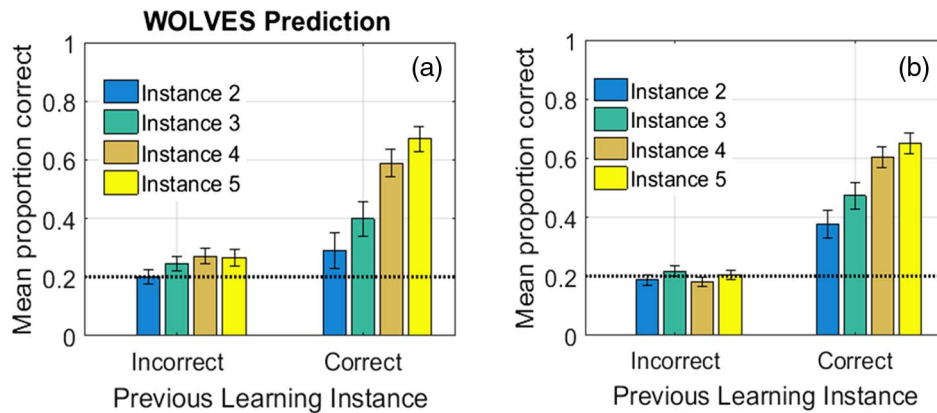 WOLVES Prediction
(a)
Mean proportion correct
1
0.8
0.6
0.4
0.2
0
Instance 2
Instance 3
Instance 4
Instance 5
Incorrect
Correct
Previous Learning Instance
(b)
Mean proportion correct
1
0.8
0.6
0.4
0.2
0
Instance 2
Instance 3
Instance 4
Instance 5
Incorrect
Correct
Previous Learning Instance